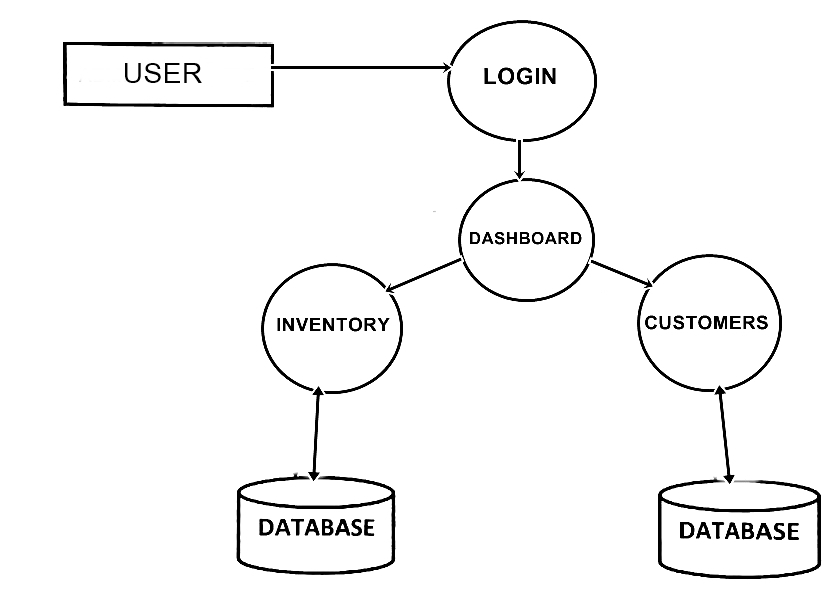 USER
LOGIN
DASHBOARD
INVENTORY
CUSTOMERS
DATABASE
DATABASE